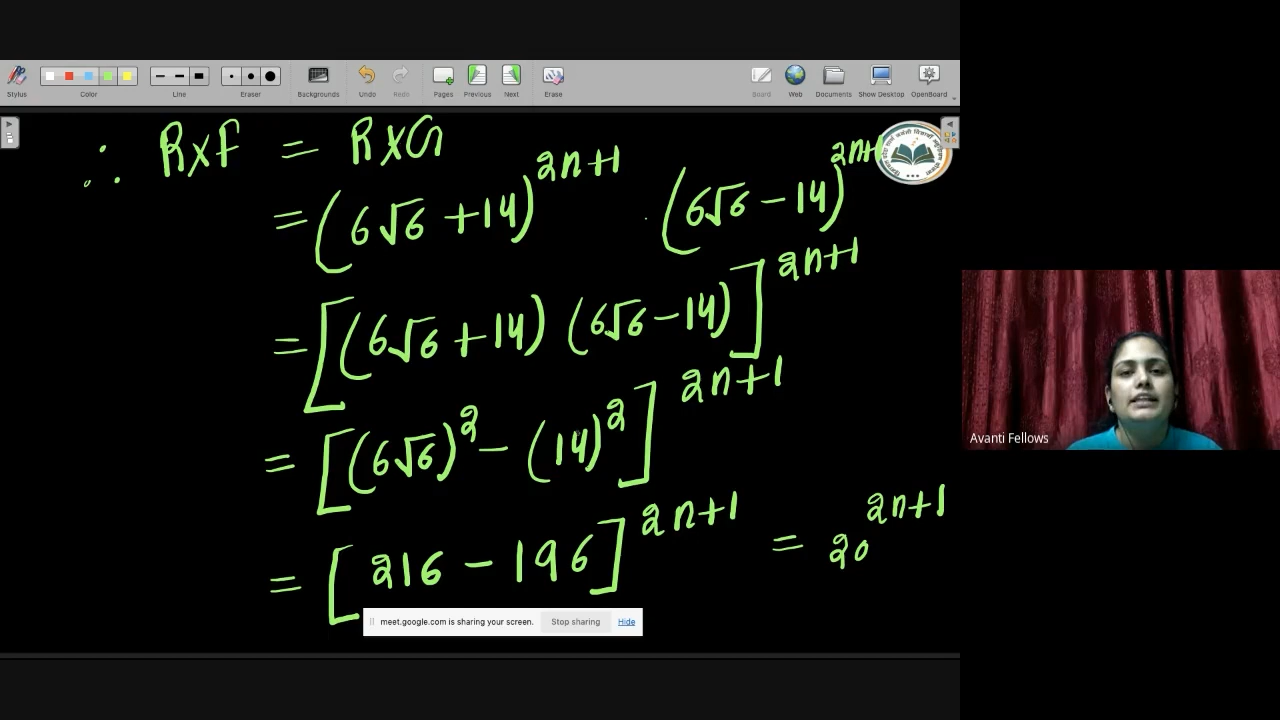 Stylus Color Line Eraser Backgrounds Undo Redo Pages Previous Next Erase Board Web Documents Show Desktop OpenBoard
∴ R×F = R×G
= (6√6 + 14)^{2n+1} (6√6 - 14)^{2n+1}
= [(6√6 + 14) (6√6 - 14)]^{2n+1}
= [(6√6)^2 - (14)^2]^{2n+1}
= [216 - 196]^{2n+1} = 20^{2n+1}
meet.google.com is sharing your screen. Stop sharing Hide
Avanti Fellows